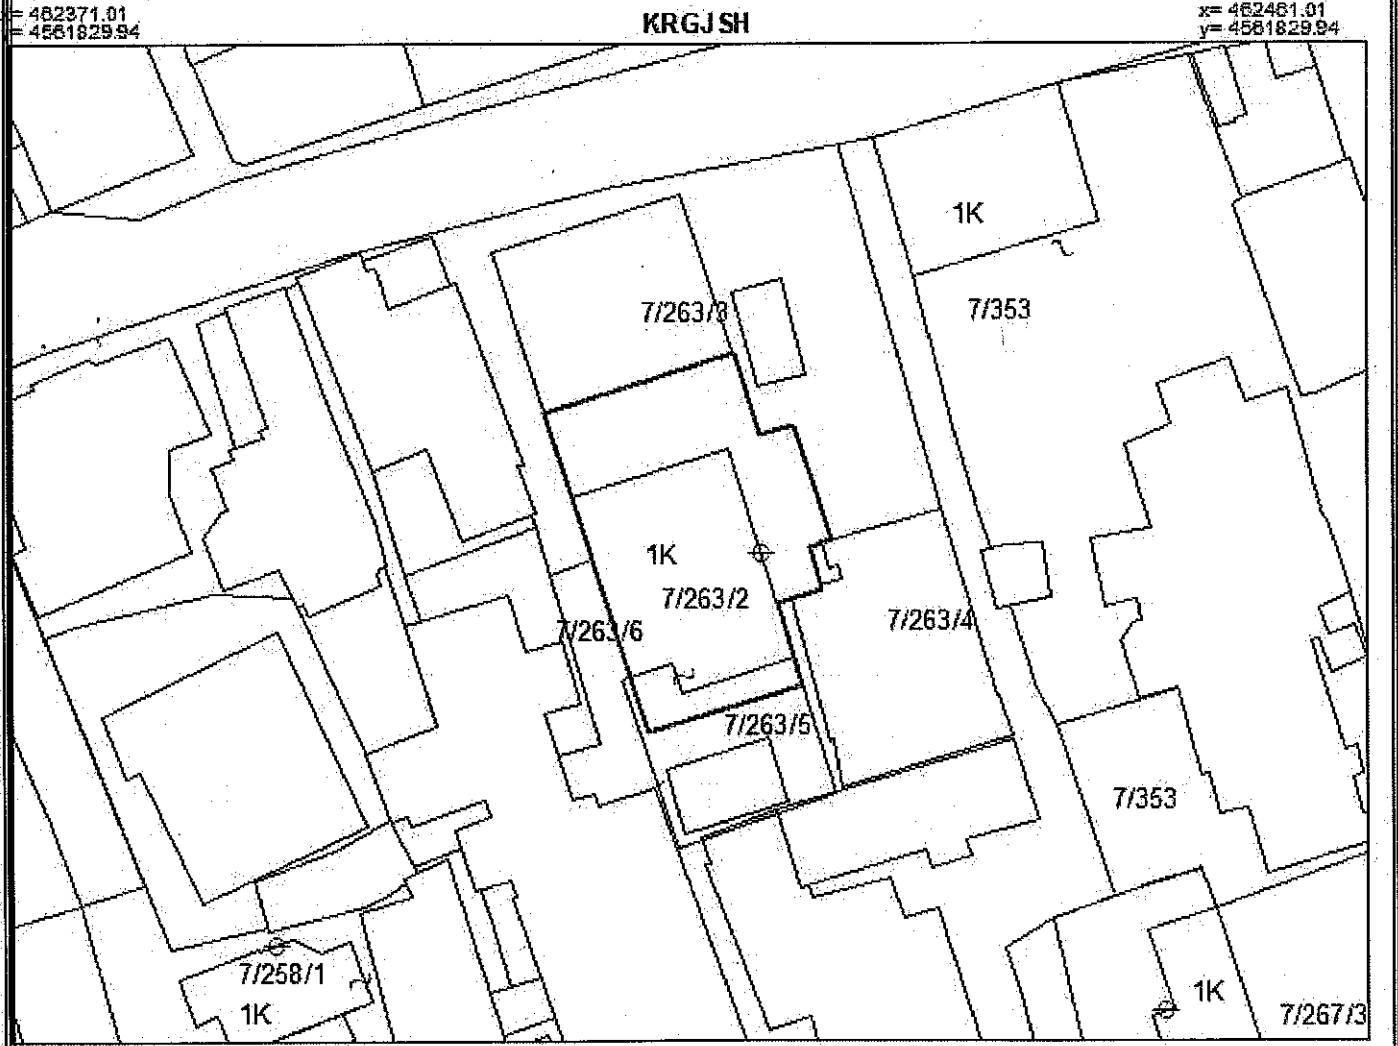 x= 462371.01
KRGJSH
x= 462461.01
= 4561829.94
y= 4561829.94
1K
7/263/3
7/353
1K
7/263/2
7/263/6
7/263/4
7/263/5
7/353
7/258/1
1K
1K
7/267/3